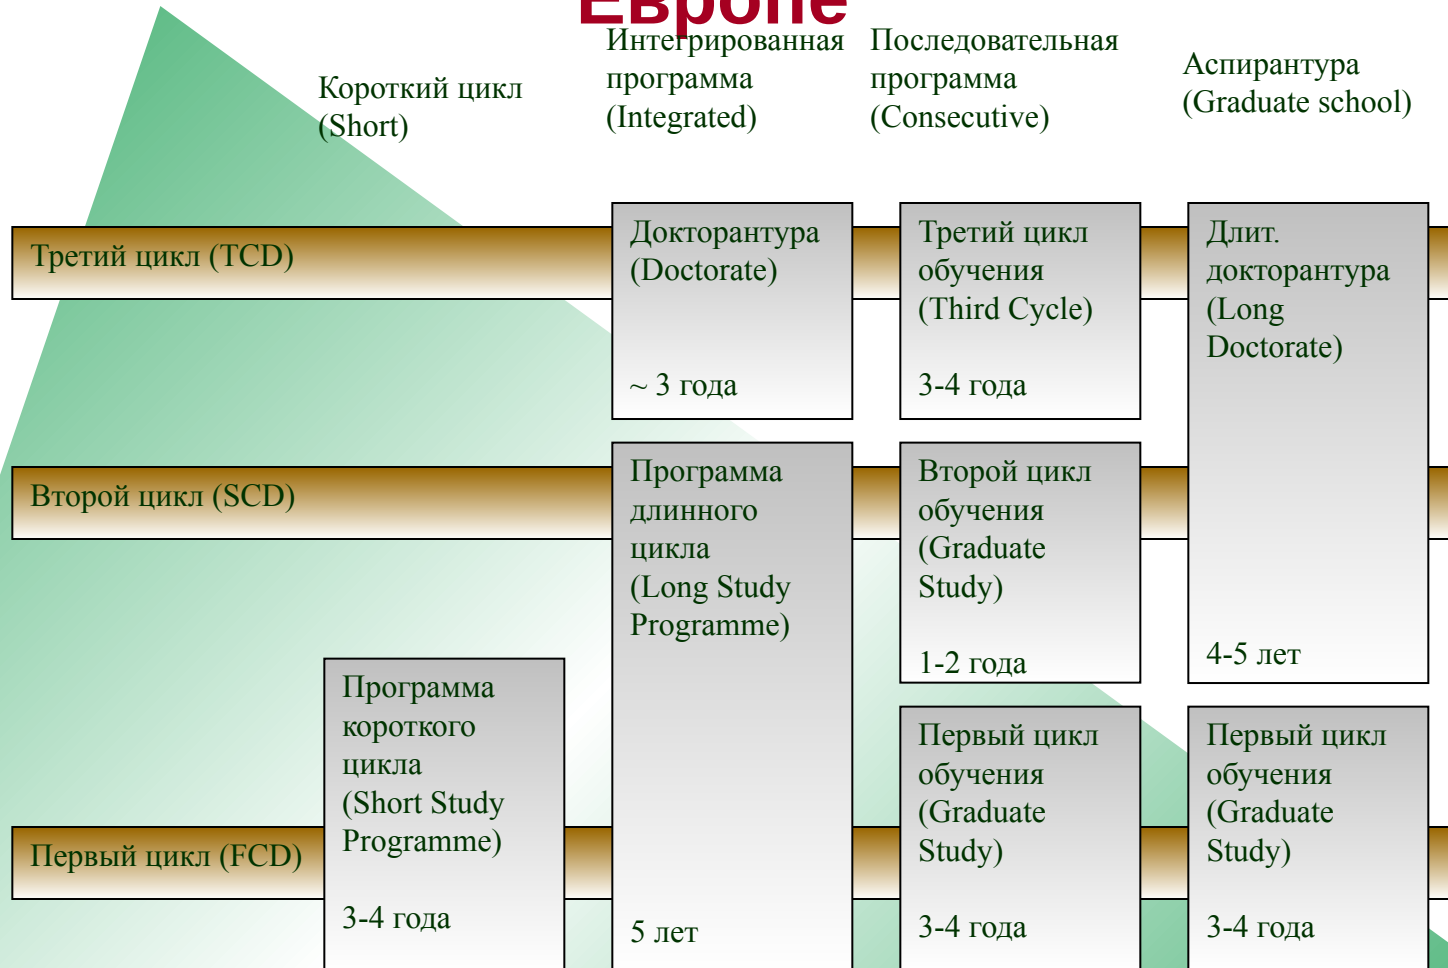 Европе
Короткий цикл
(Short)
Интегрированная
программа
(Integrated)
Последовательная
программа
(Consecutive)
Аспирантура
(Graduate school)
Третий цикл (TCD)
Докторантура
(Doctorate)
~ 3 года
Третий цикл
обучения
(Third Cycle)
3-4 года
Длит.
докторантура
(Long
Doctorate)
4-5 лет
Второй цикл (SCD)
Программа
длинного
цикла
(Long Study
Programme)
5 лет
Второй цикл
обучения
(Graduate
Study)
1-2 года
Первый цикл (FCD)
Программа
короткого
цикла
(Short Study
Programme)
3-4 года
Первый цикл
обучения
(Graduate
Study)
3-4 года
Первый цикл
обучения
(Graduate
Study)
3-4 года